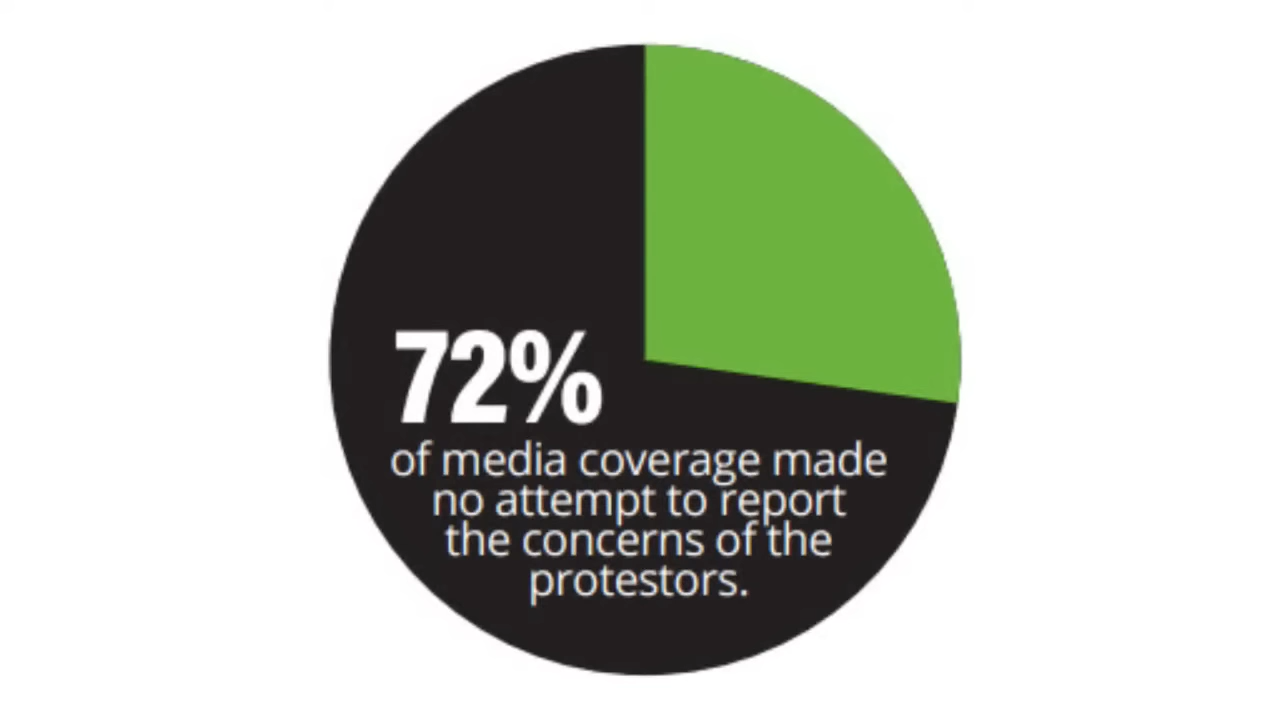 72%
of media coverage made
no attempt to report
the concerns of the
protestors.